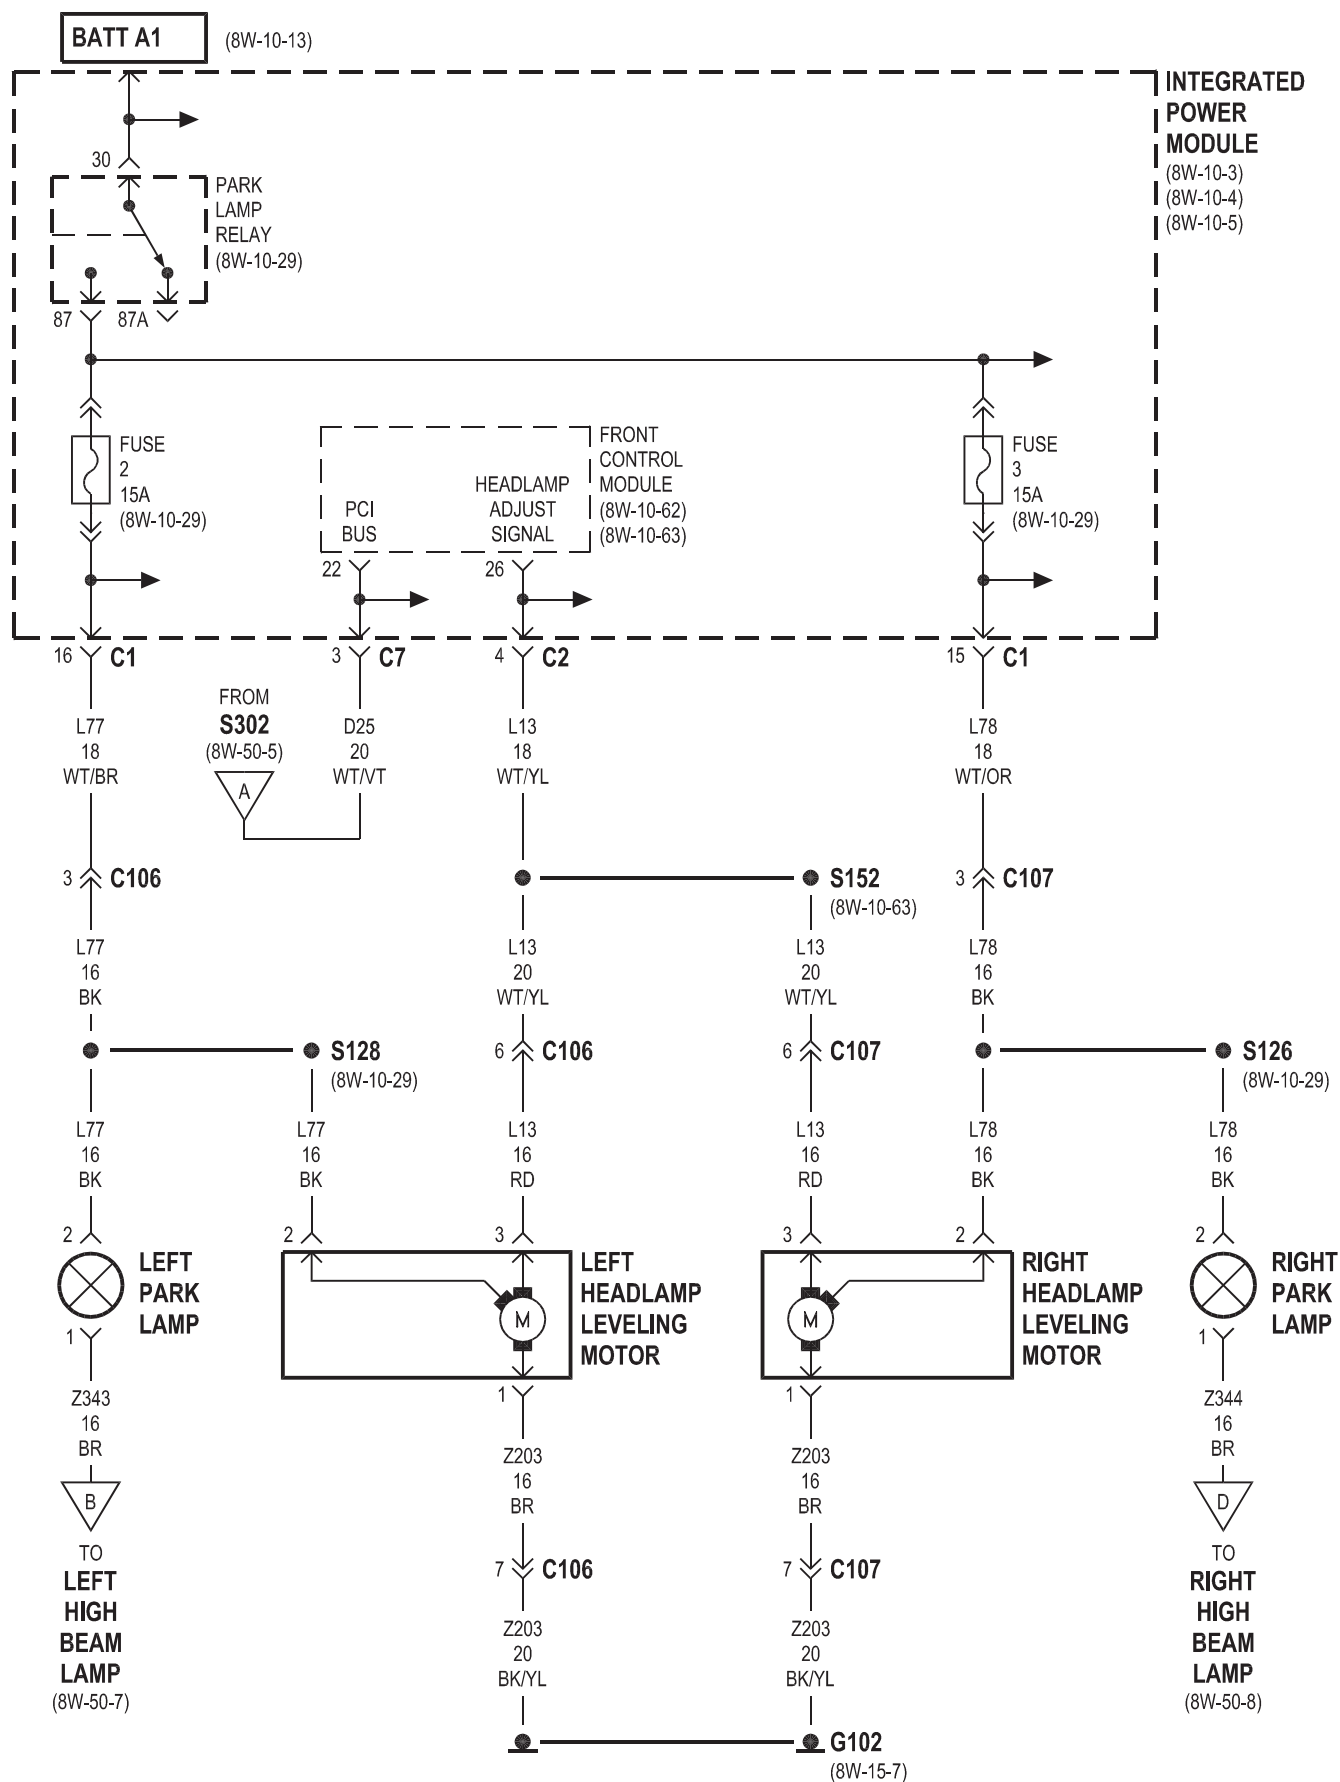 BATT A1
(8W-10-13)
INTEGRATED
POWER
MODULE
(8W-10-3)
(8W-10-4)
(8W-10-5)
30
PARK
LAMP
RELAY
(8W-10-29)
87
87A
FUSE
2
15A
(8W-10-29)
PCI
BUS
HEADLAMP
ADJUST
SIGNAL
FRONT
CONTROL
MODULE
(8W-10-62)
(8W-10-63)
FUSE
3
15A
(8W-10-29)
22
26
16
C1
3
C7
4
C2
15
C1
FROM
S302
(8W-50-5)
A
L77
18
WT/BR
D25
20
WT/VT
L13
18
WT/YL
L78
18
WT/OR
3
C106
S152
(8W-10-63)
3
C107
L77
16
BK
L13
20
WT/YL
L13
20
WT/YL
L78
16
BK
S128
(8W-10-29)
6
C106
6
C107
S126
(8W-10-29)
L77
16
BK
L77
16
BK
L13
16
RD
L13
16
RD
L78
16
BK
L78
16
BK
2
2
3
3
2
2
LEFT
PARK
LAMP
M
LEFT
HEADLAMP
LEVELING
MOTOR
M
RIGHT
HEADLAMP
LEVELING
MOTOR
RIGHT
PARK
LAMP
1
1
1
1
Z343
16
BR
Z203
16
BR
Z203
16
BR
Z344
16
BR
B
TO
LEFT
HIGH
BEAM
LAMP
(8W-50-7)
7
C106
7
C107
D
TO
RIGHT
HIGH
BEAM
LAMP
(8W-50-8)
Z203
20
BK/YL
Z203
20
BK/YL
G102
(8W-15-7)